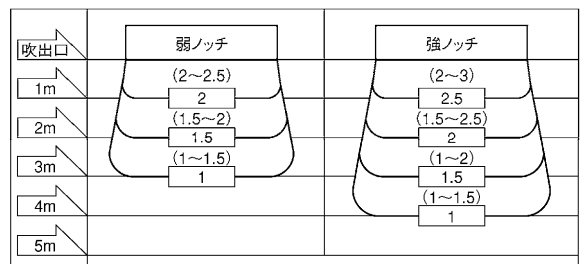 吹出口 弱ノッチ 強ノッチ
(2～2.5) (2～3)
1m 2 2.5
(1.5～2) (1.5～2.5)
2m 1.5 2
(1～1.5) (1～2)
3m 1 1.5
(1～1.5)
4m 1
5m